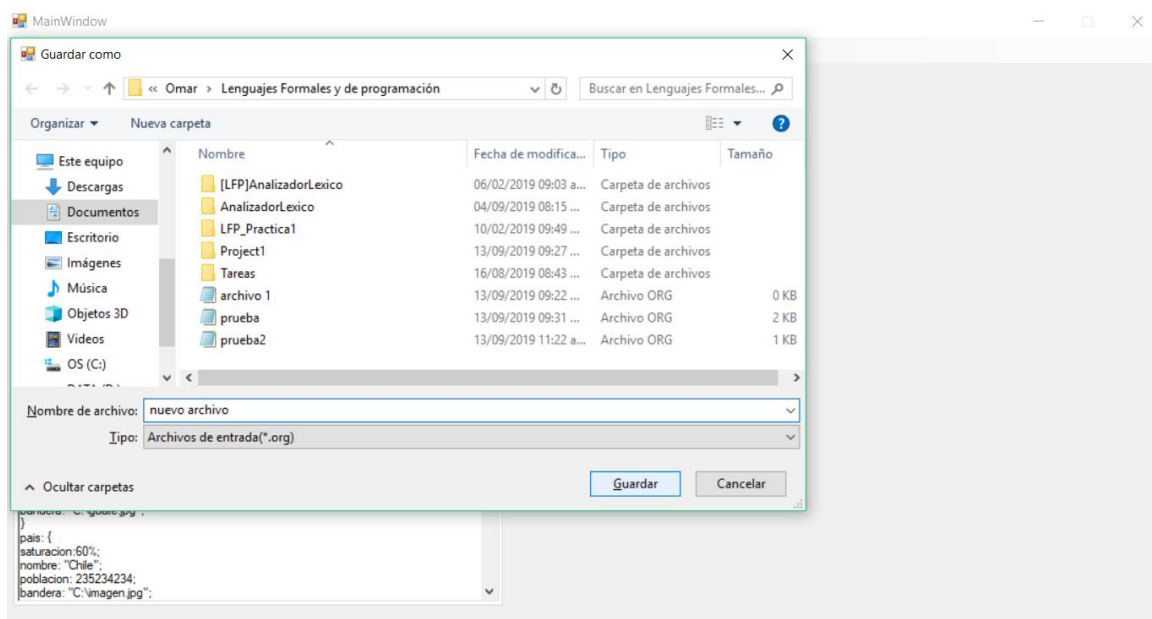 MainWindow
Guardar como
« Omar › Lenguajes Formales y de programación
Buscar en Lenguajes Formales...
Organizar
Nueva carpeta
?
Este equipo
Descargas
Documentos
Escritorio
Imágenes
Música
Objetos 3D
Videos
OS (C:)
Nombre Fecha de modifica... Tipo Tamaño
[LFP]AnalizadorLexico 06/02/2019 09:03 a... Carpeta de archivos
AnalizadorLexico 04/09/2019 08:15 ... Carpeta de archivos
LFP_Practica1 10/02/2019 09:49 ... Carpeta de archivos
Project1 13/09/2019 09:27 ... Carpeta de archivos
Tareas 16/08/2019 08:43 ... Carpeta de archivos
archivo 1 13/09/2019 09:22 ... Archivo ORG 0 KB
prueba 13/09/2019 09:31 ... Archivo ORG 2 KB
prueba2 13/09/2019 11:22 a... Archivo ORG 1 KB
Nombre de archivo: nuevo archivo
Tipo: Archivos de entrada(*.org)
Ocultar carpetas
Guardar
Cancelar
}
pais: {
saturacion:60%;
nombre: "Chile";
poblacion: 235234234;
bandera: "C:\imagen.jpg";